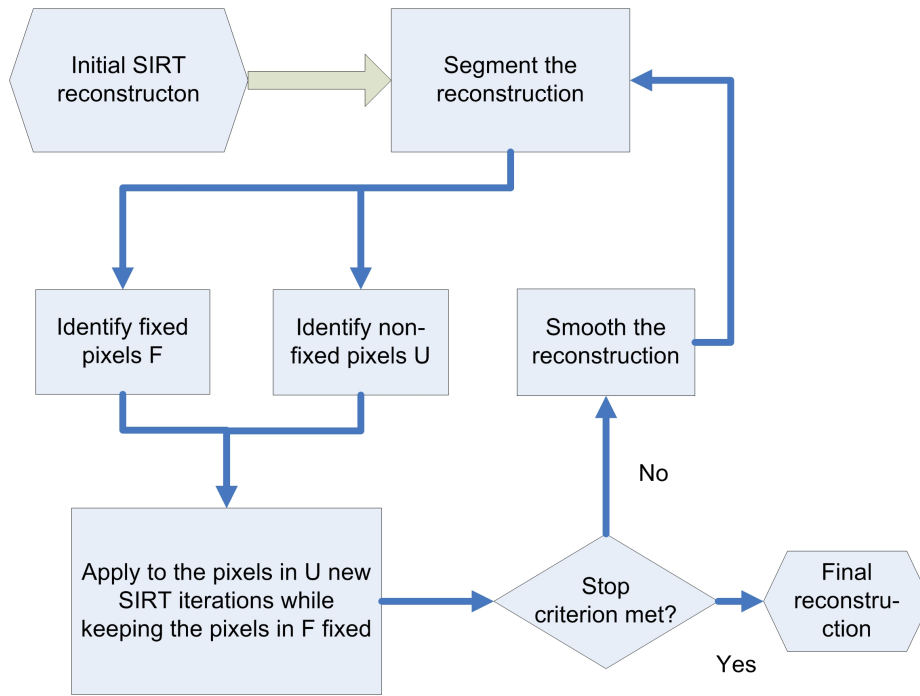 Initial SIRT
reconstructon
Segment the
reconstruction
Identify fixed
pixels F
Identify non-
fixed pixels U
Smooth the
reconstruction
No
Apply to the pixels in U new
SIRT iterations while
keeping the pixels in F fixed
Stop
criterion met?
Yes
Final
reconstru-
ction